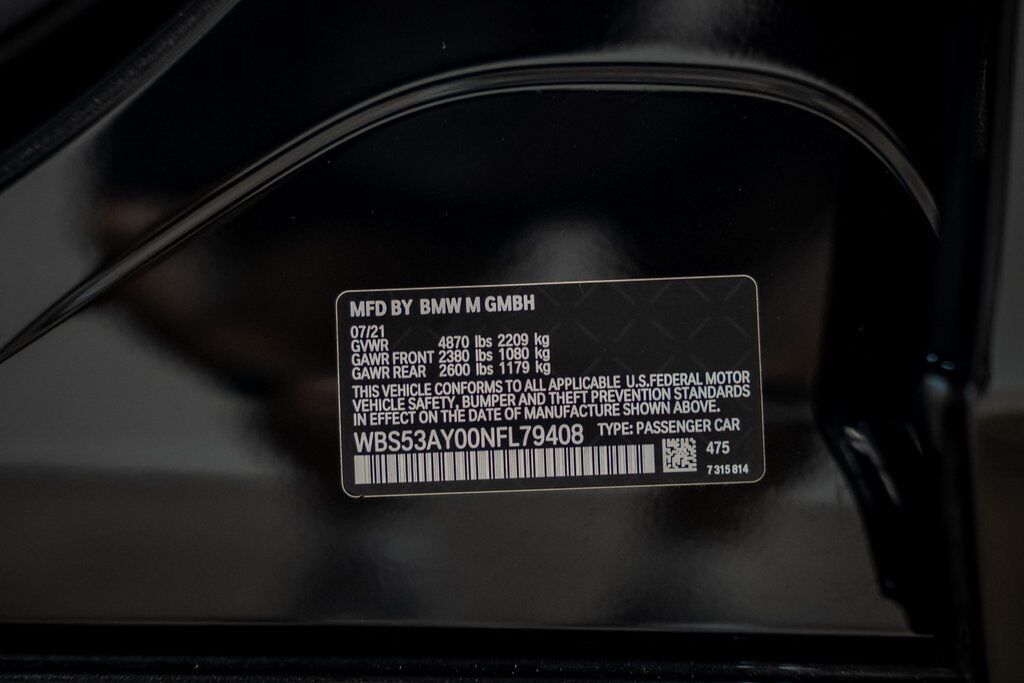 MFD BY BMW M GMBH
07/21
GVWR 4870 lbs 2209 kg
GAWR FRONT 2380 lbs 1080 kg
GAWR REAR 2600 lbs 1179 kg
THIS VEHICLE CONFORMS TO ALL APPLICABLE U.S.FEDERAL MOTOR
VEHICLE SAFETY, BUMPER AND THEFT PREVENTION STANDARDS
IN EFFECT ON THE DATE OF MANUFACTURE SHOWN ABOVE.
WBS53AY00NFL79408 TYPE: PASSENGER CAR
475
7 315 814